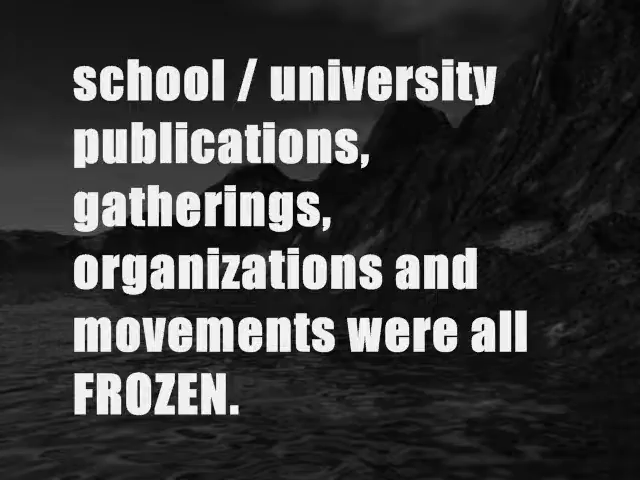 school / university
publications,
gatherings,
organizations and
movements were all
FROZEN.